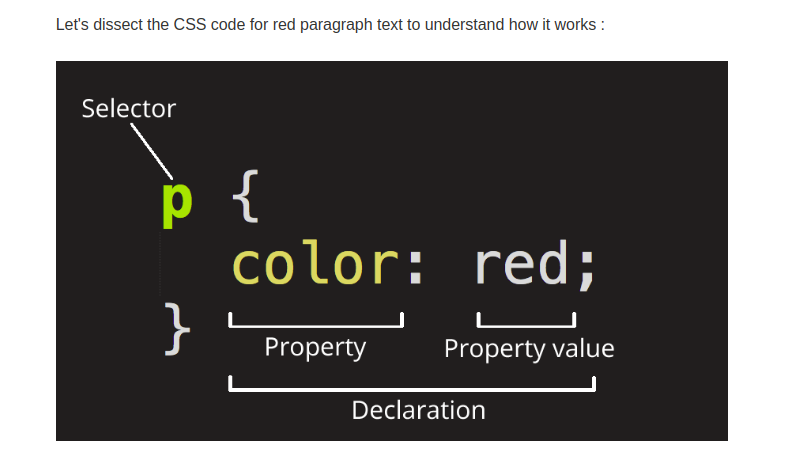 Let's dissect the CSS code for red paragraph text to understand how it works :
Selector
p {
color: red;
}
Property
Property value
Declaration